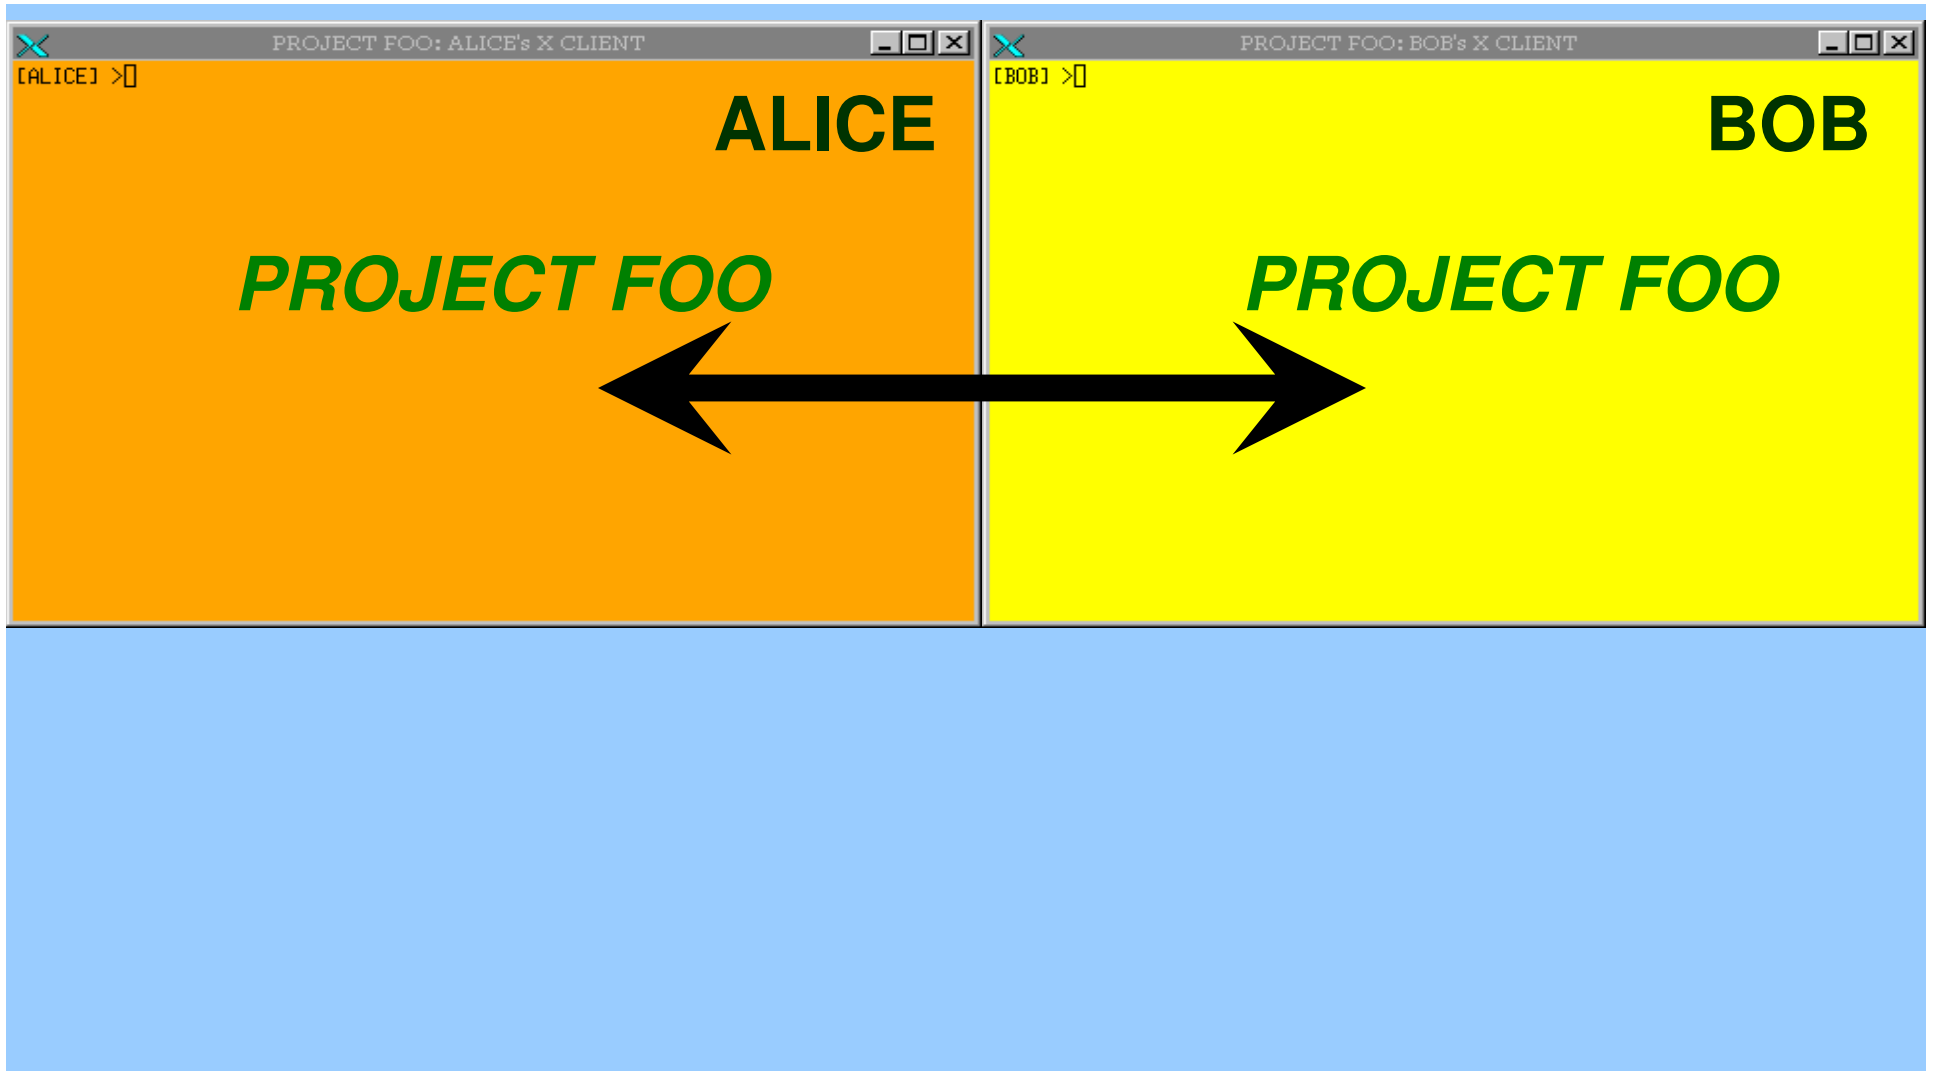 PROJECT FOO: ALICE's X CLIENT
[ALICE] >
ALICE
PROJECT FOO
PROJECT FOO: BOB's X CLIENT
[BOB] >
BOB
PROJECT FOO